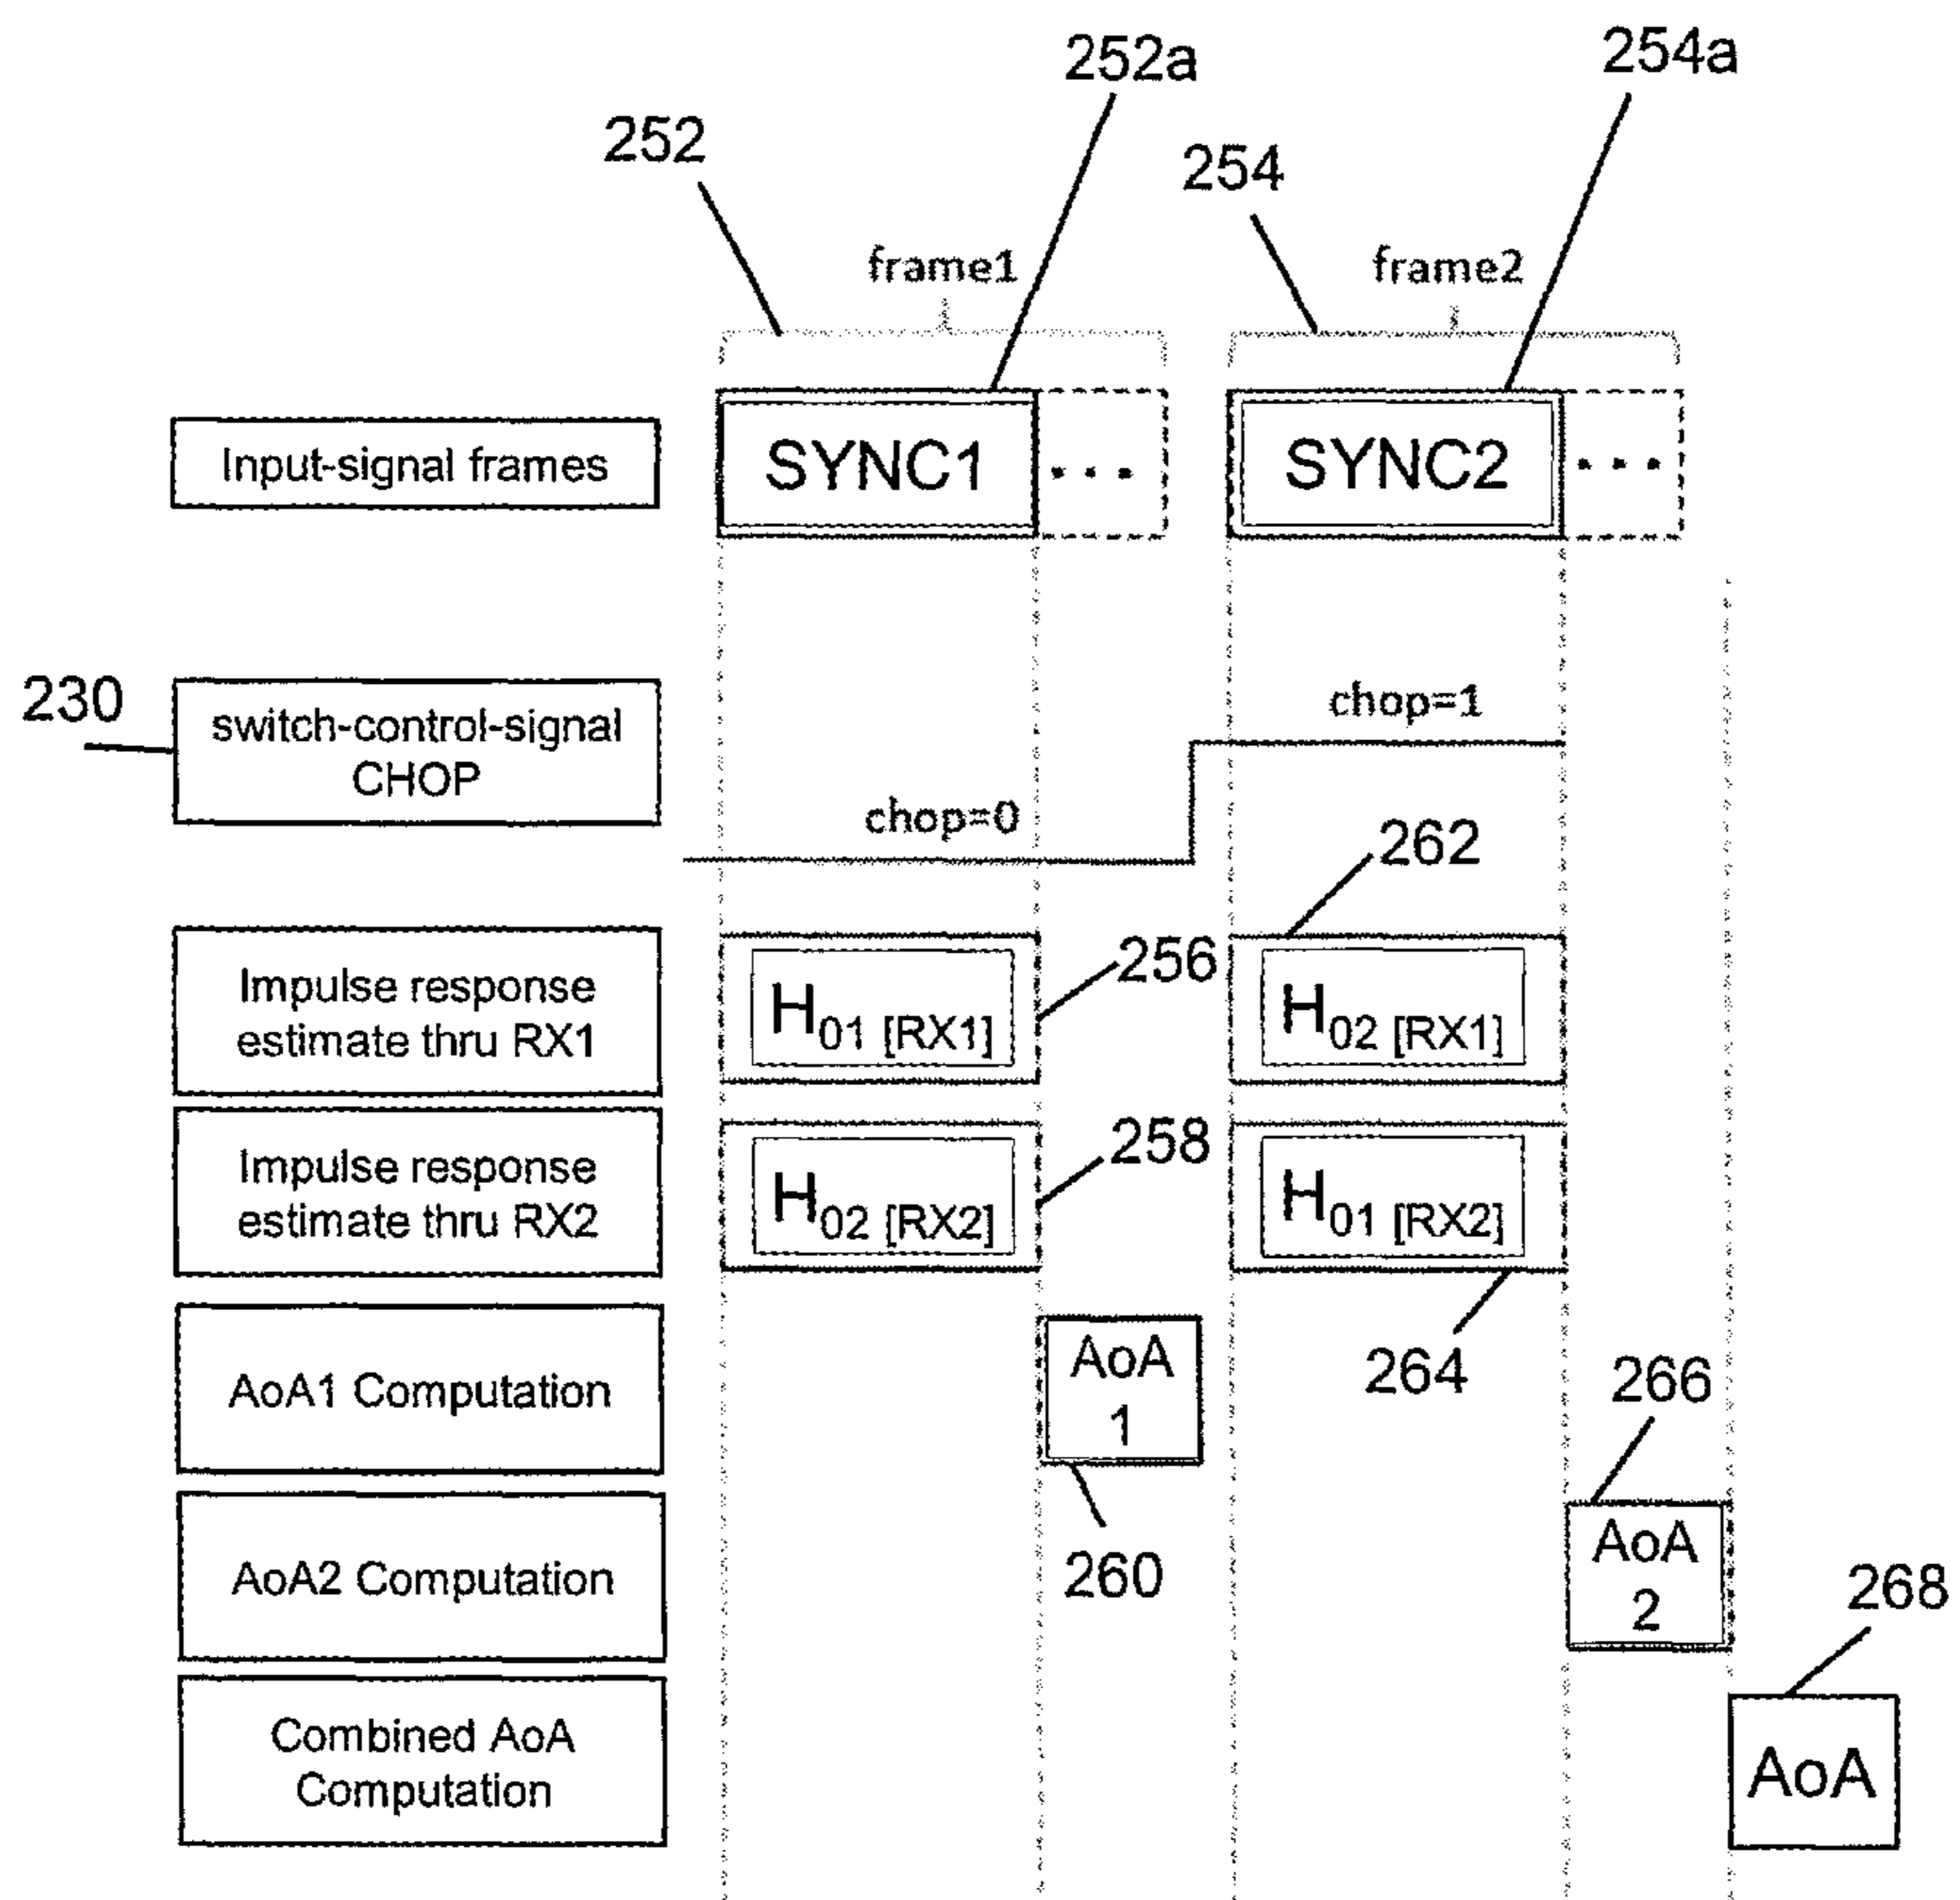 252a
254a
252
254
frame1
frame2
Input-signal frames
SYNC1
...
SYNC2
...
230
switch-control-signal
CHOP
chop=1
chop=0
262
Impulse response
estimate thru RX1
H01 [RX1]
256
H02 [RX1]
Impulse response
estimate thru RX2
H02 [RX2]
258
H01 [RX2]
264
AoA1 Computation
AoA
1
260
266
AoA2 Computation
AoA
2
268
Combined AoA
Computation
AoA